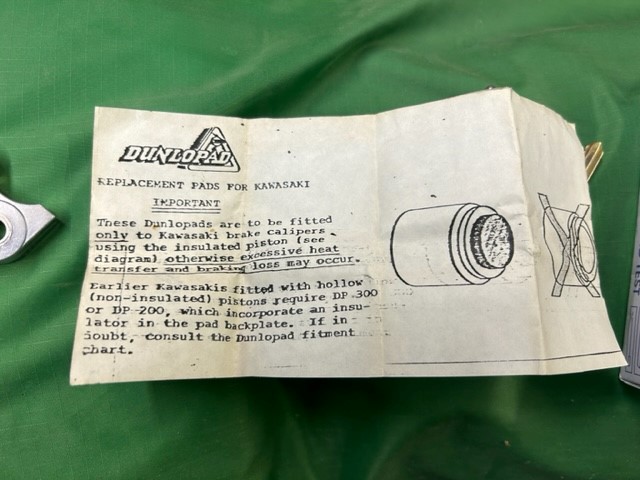 DUNLOPAD
REPLACEMENT PADS FOR KAWASAKI
IMPORTANT
These Dunlopads are to be fitted
only to Kawasaki brake calipers
using the insulated piston (see
diagram) otherwise excessive heat
transfer and braking loss may occur.
Earlier Kawasakis fitted with hollow
(non-insulated) pistons require DP 300
or DP 200, which incorporate an insu-
lator in the pad backplate. If in
doubt, consult the Dunlopad fitment
chart.